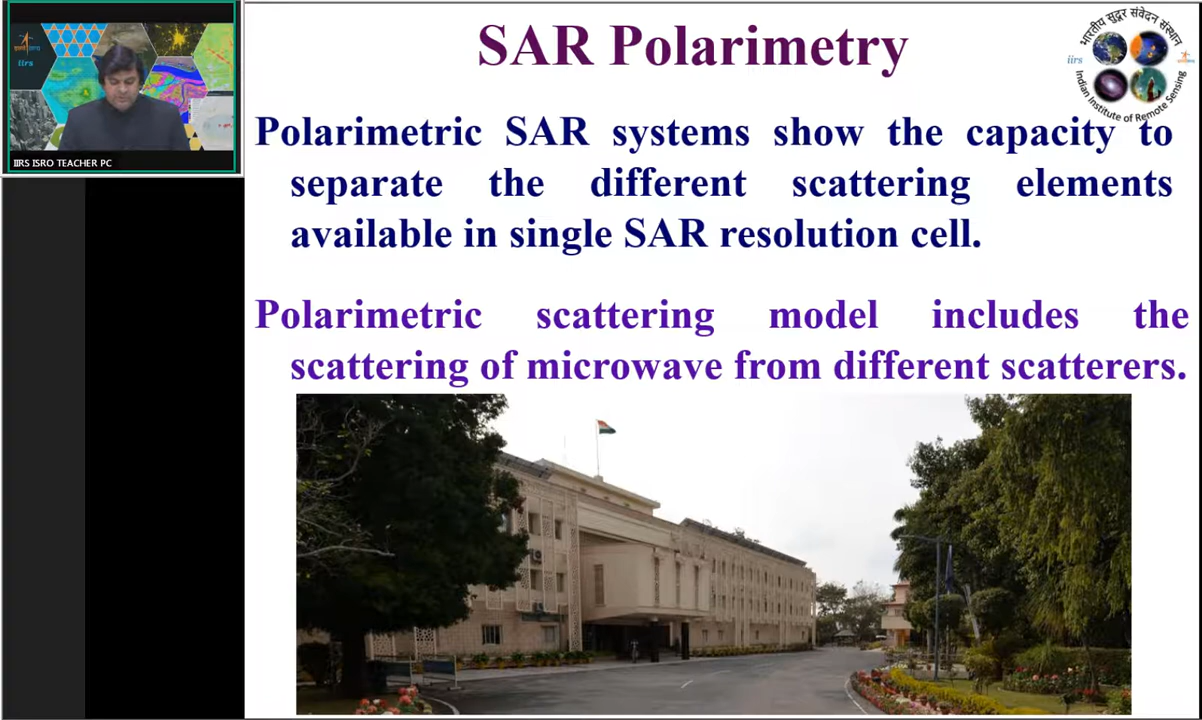 SAR Polarimetry
भारतीय सुदूर संवेदन संस्थान
iirs
Indian Institute of Remote Sensing
iirs
IIRS ISRO TEACHER PC
Polarimetric SAR systems show the capacity to
separate the different scattering elements
available in single SAR resolution cell.
Polarimetric scattering model includes the
scattering of microwave from different scatterers.